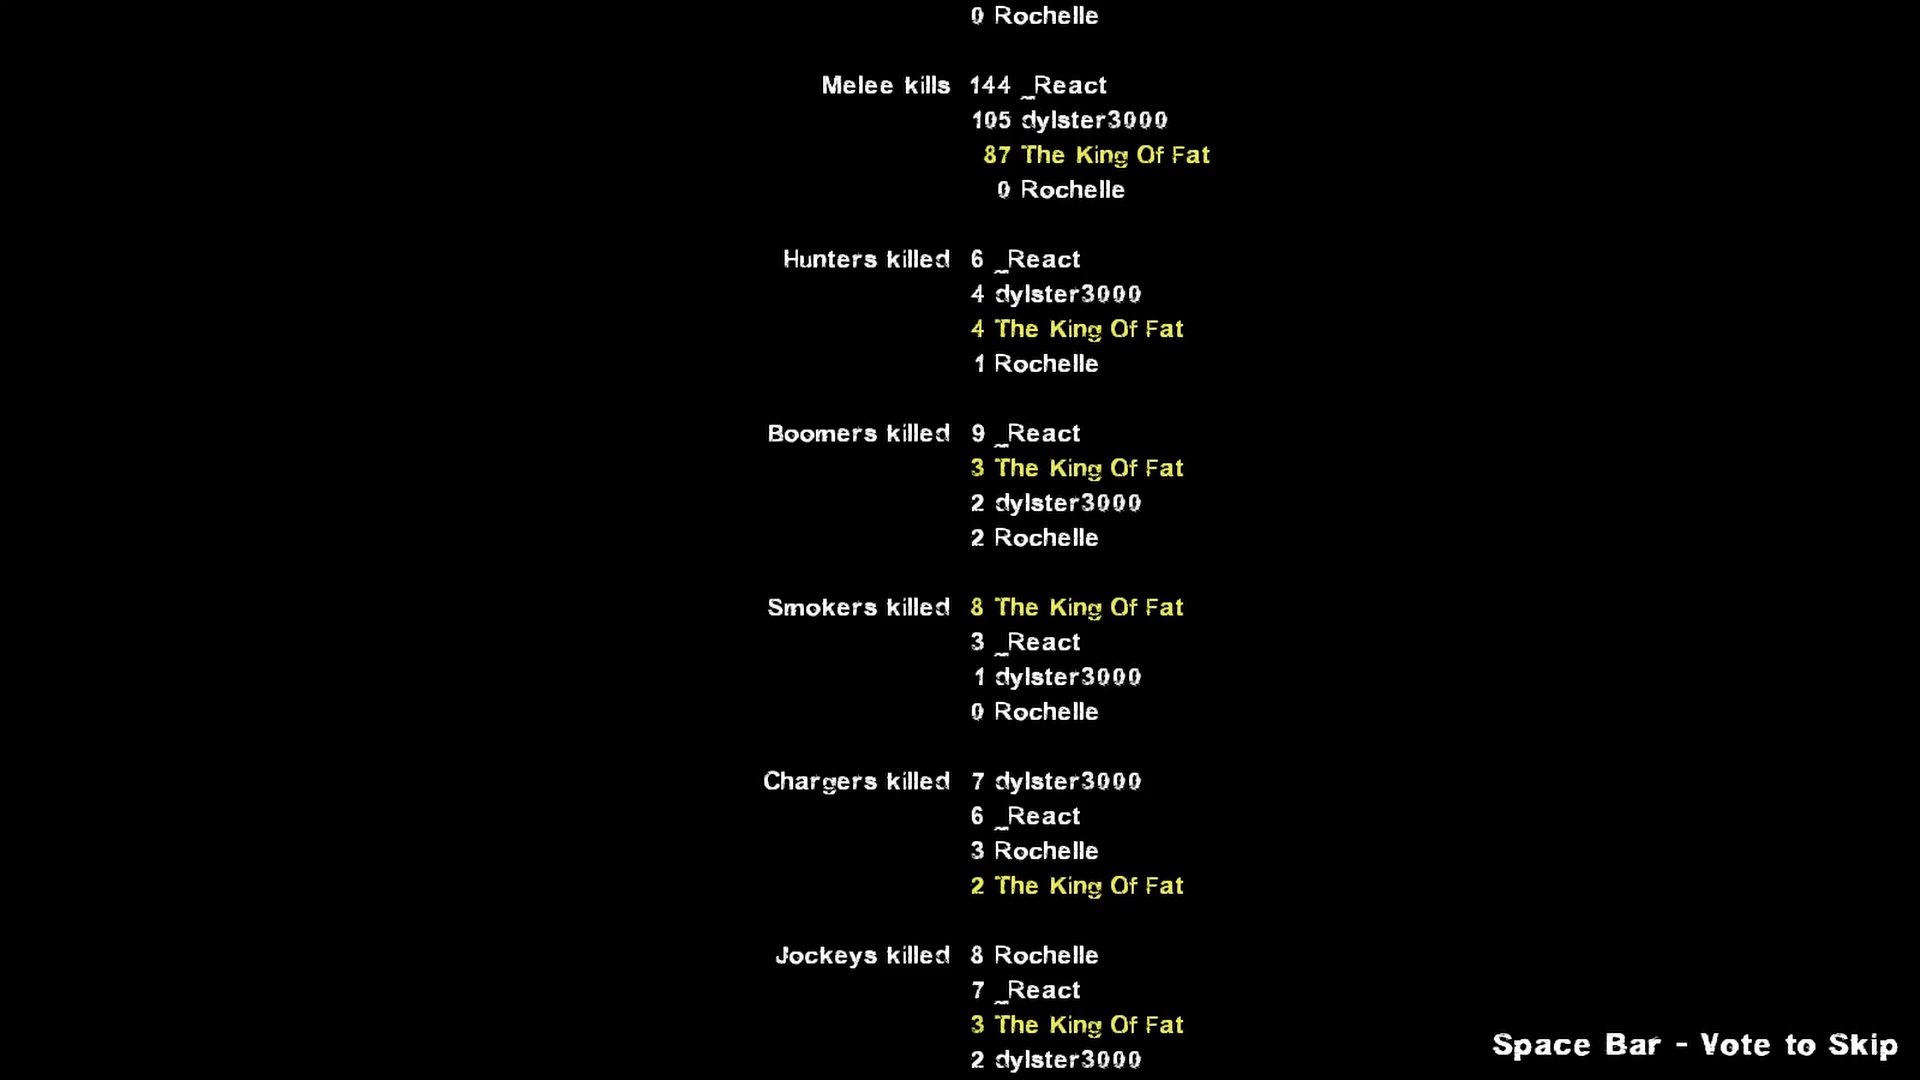 0 Rochelle
Melee kills 144 _React
105 dylster3000
87 The King Of Fat
0 Rochelle
Hunters killed 6 _React
4 dylster3000
4 The King Of Fat
1 Rochelle
Boomers killed 9 _React
3 The King Of Fat
2 dylster3000
2 Rochelle
Smokers killed 8 The King Of Fat
3 _React
1 dylster3000
0 Rochelle
Chargers killed 7 dylster3000
6 _React
3 Rochelle
2 The King Of Fat
Jockeys killed 8 Rochelle
7 _React
3 The King Of Fat
2 dylster3000
Space Bar - Vote to Skip